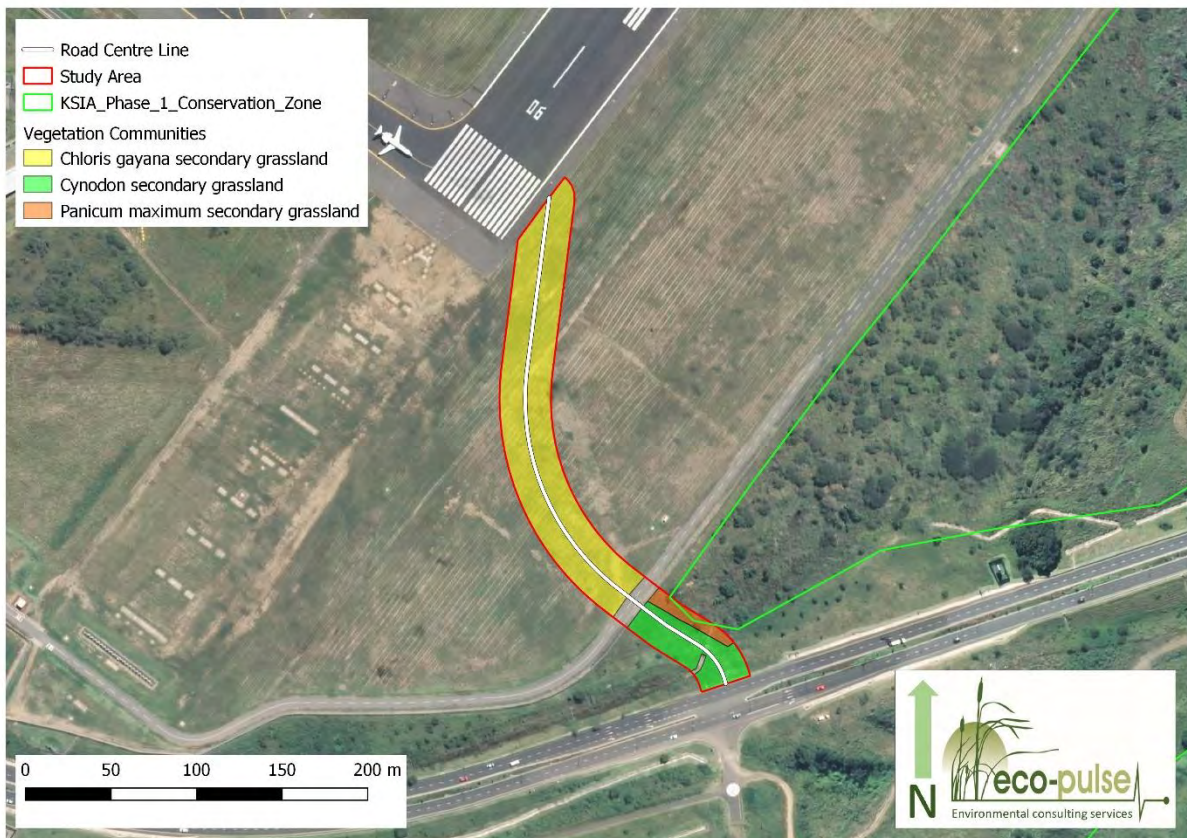 Road Centre Line
Study Area
KSIA_Phase_1_Conservation_Zone
Vegetation Communities
Chloris gayana secondary grassland
Cynodon secondary grassland
Panicum maximum secondary grassland
06
0 50 100 150 200 m
N
eco-pulse
Environmental consulting services